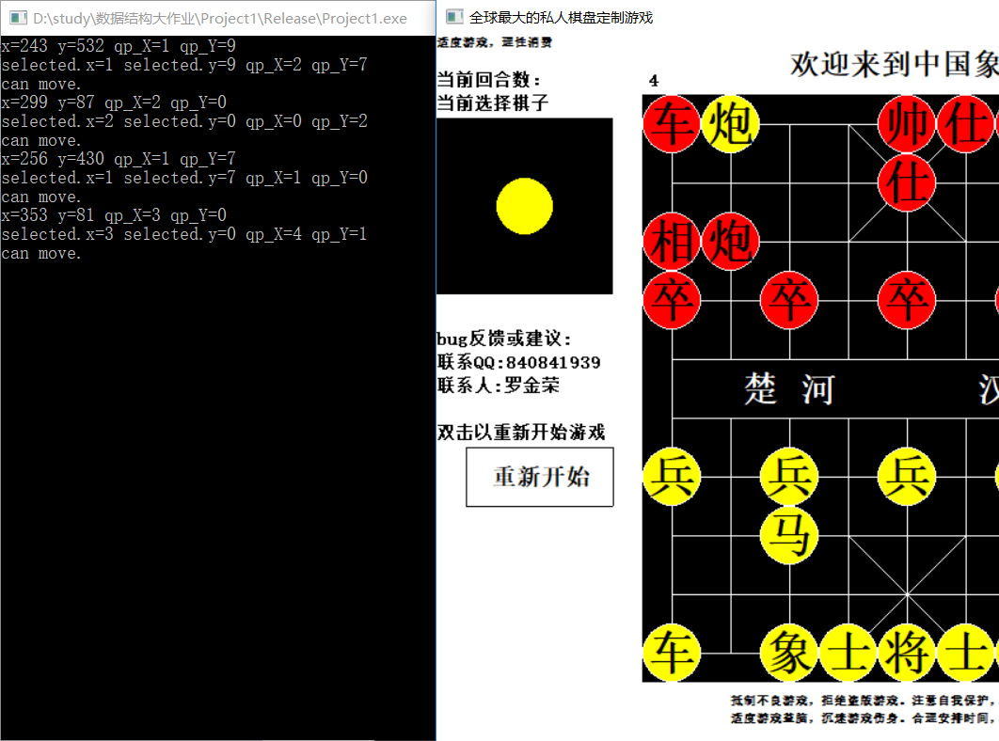 D:\study\数据结构大作业\Project1\Release\Project1.exe
x=243 y=532 qp_X=1 qp_Y=9
selected.x=1 selected.y=9 qp_X=2 qp_Y=7
can move.
x=299 y=87 qp_X=2 qp_Y=0
selected.x=2 selected.y=0 qp_X=0 qp_Y=2
can move.
x=256 y=430 qp_X=1 qp_Y=7
selected.x=1 selected.y=7 qp_X=1 qp_Y=0
can move.
x=353 y=81 qp_X=3 qp_Y=0
selected.x=3 selected.y=0 qp_X=4 qp_Y=1
can move.
全球最大的私人棋盘定制游戏
适度游戏，理性消费
欢迎来到中国象
当前回合数：
4
当前选择棋子
bug反馈或建议：
联系QQ:840841939
联系人:罗金荣
双击以重新开始游戏
重新开始
车 炮 帅 仕
仕
相 炮
卒 卒 卒
楚 河 汉
兵 兵 兵
马
车 象 士 将 士
抵制不良游戏，拒绝盗版游戏。注意自我保护，
适度游戏益脑，沉迷游戏伤身。合理安排时间，